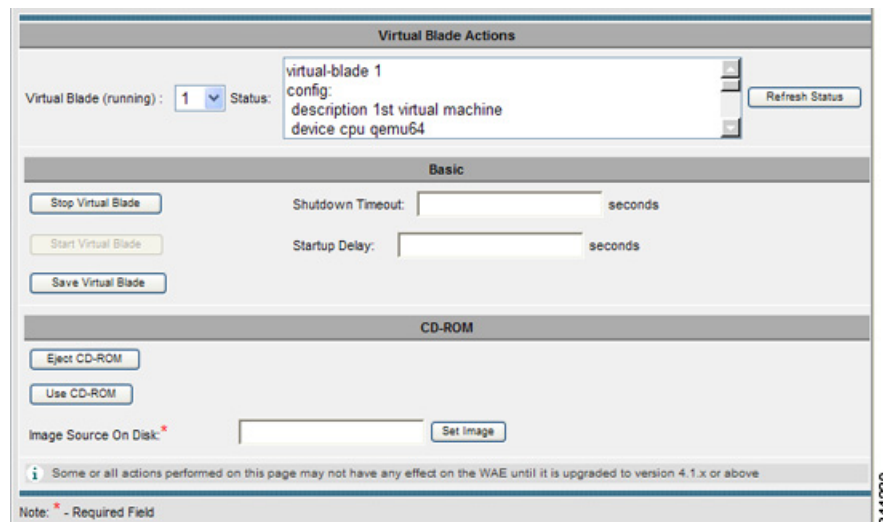 Virtual Blade Actions
Virtual Blade (running) : 1 Status:
virtual-blade 1
config:
description 1st virtual machine
device cpu qemu64
Refresh Status
Basic
Stop Virtual Blade Shutdown Timeout: seconds
Start Virtual Blade Startup Delay: seconds
Save Virtual Blade
CD-ROM
Eject CD-ROM
Use CD-ROM
Image Source On Disk:* Set Image
i Some or all actions performed on this page may not have any effect on the WAE until it is upgraded to version 4.1.x or above
Note: * - Required Field